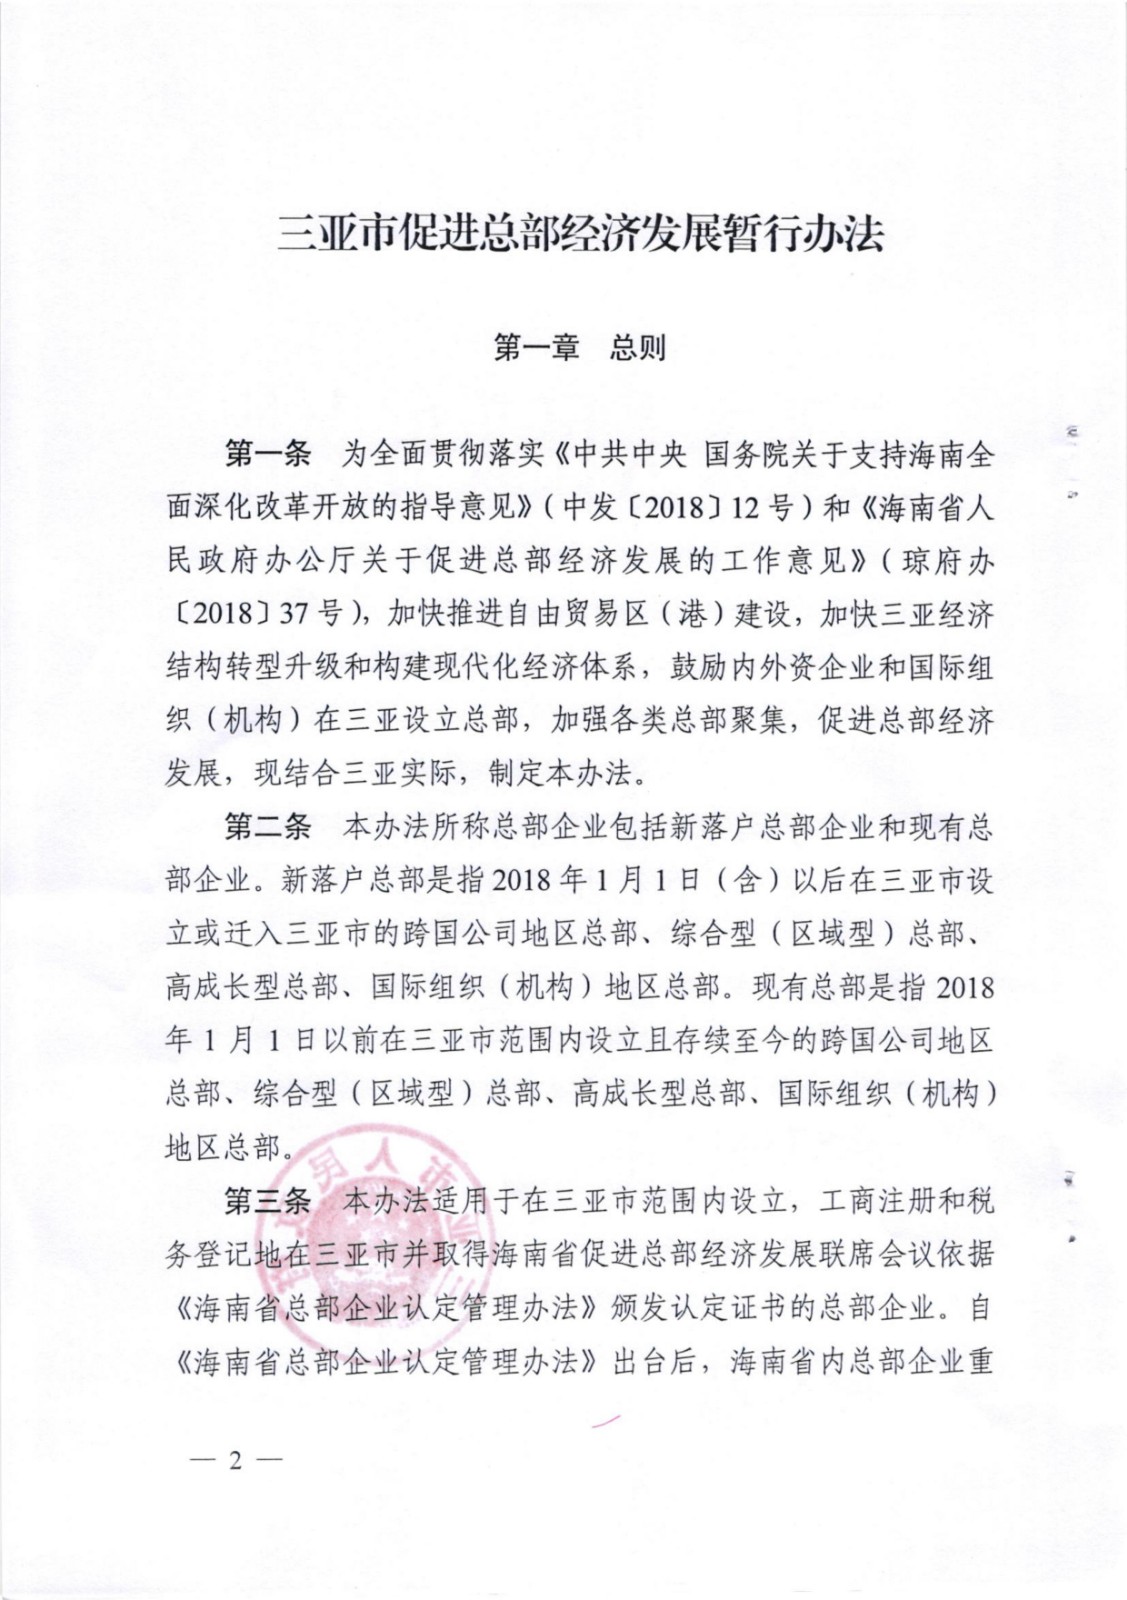 三亚市促进总部经济发展暂行办法
第一章 总则
第一条 为全面贯彻落实《中共中央 国务院关于支持海南全
面深化改革开放的指导意见》(中发〔2018〕12号)和《海南省人
民政府办公厅关于促进总部经济发展的工作意见》(琼府办
〔2018〕37号),加快推进自由贸易区(港)建设,加快三亚经济
结构转型升级和构建现代化经济体系,鼓励内外资企业和国际组
织(机构)在三亚设立总部,加强各类总部聚集,促进总部经济
发展,现结合三亚实际,制定本办法。
第二条 本办法所称总部企业包括新落户总部企业和现有总
部企业。新落户总部是指2018年1月1日(含)以后在三亚市设
立或迁入三亚市的跨国公司地区总部、综合型(区域型)总部、
高成长型总部、国际组织(机构)地区总部。现有总部是指2018
年1月1日以前在三亚市范围内设立且存续至今的跨国公司地区
总部、综合型(区域型)总部、高成长型总部、国际组织(机构)
地区总部。
第三条 本办法适用于在三亚市范围内设立,工商注册和税
务登记地在三亚市并取得海南省促进总部经济发展联席会议依据
《海南省总部企业认定管理办法》颁发认定证书的总部企业。自
《海南省总部企业认定管理办法》出台后,海南省内总部企业重
— 2 —